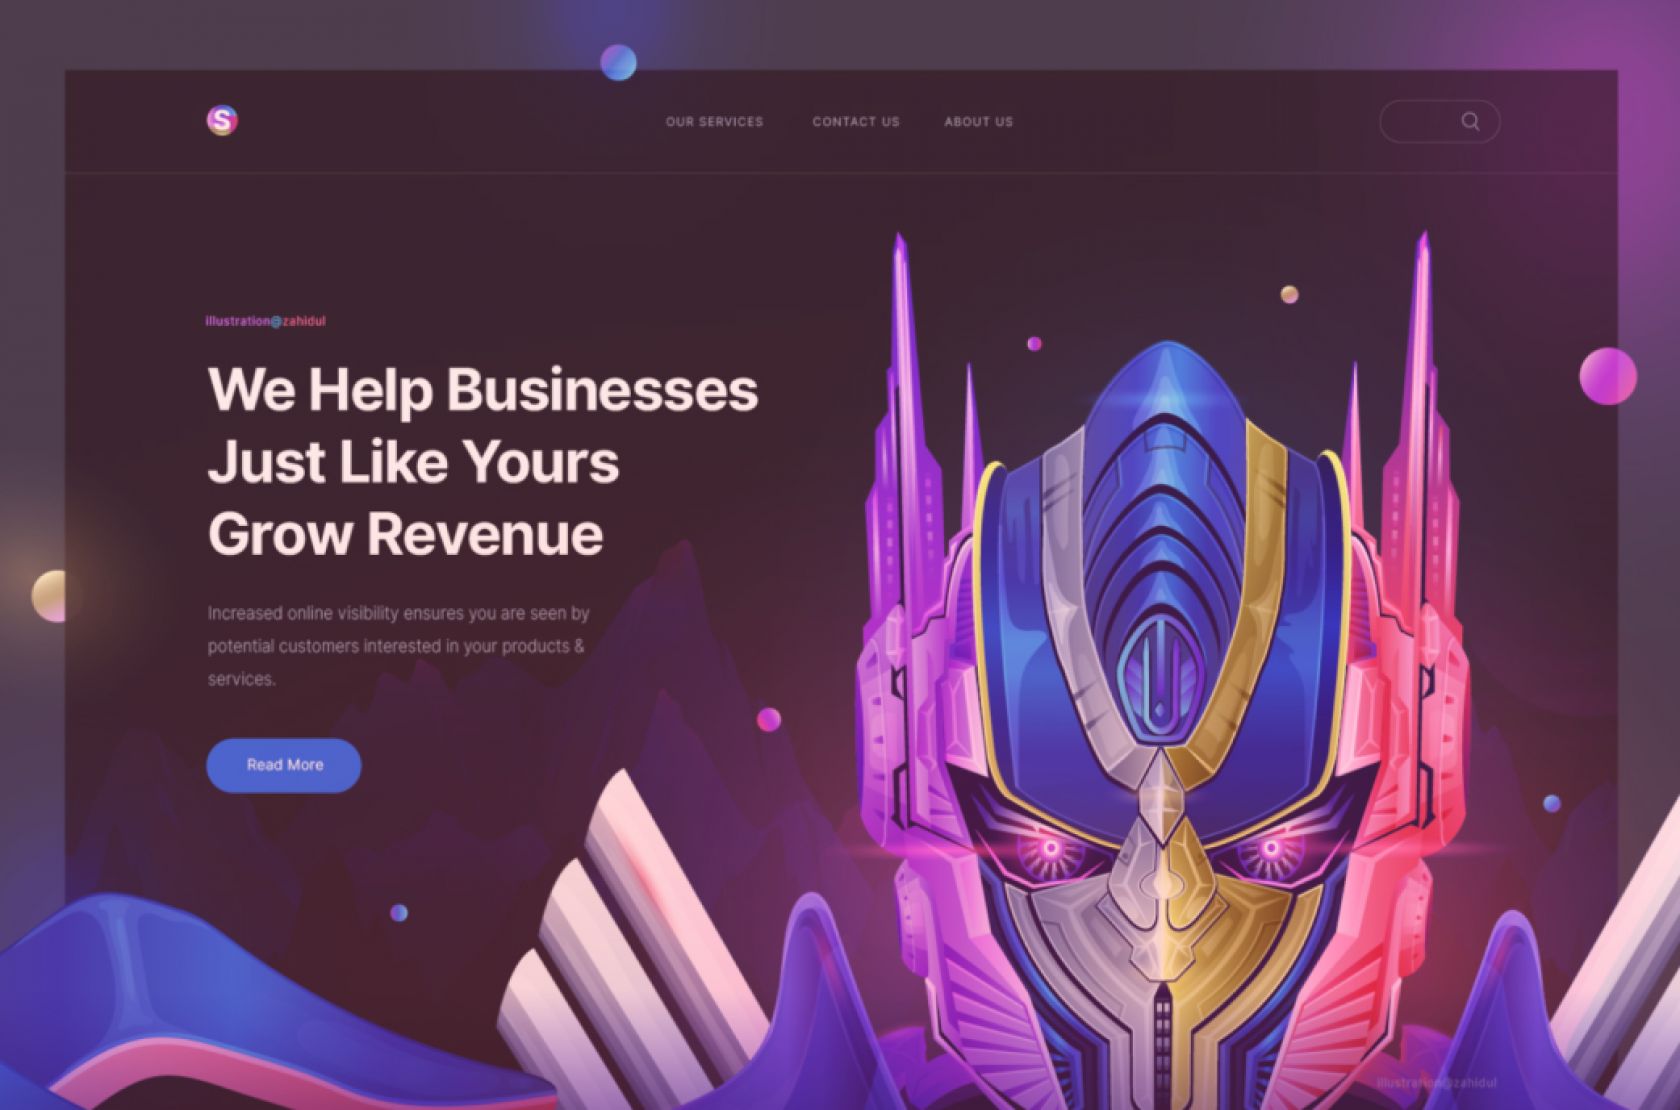 S
OUR SERVICES CONTACT US ABOUT US
illustration@zahidul
We Help Businesses
Just Like Yours
Grow Revenue
Increased online visibility ensures you are seen by
potential customers interested in your products &
services.
Read More
illustration@zahidul